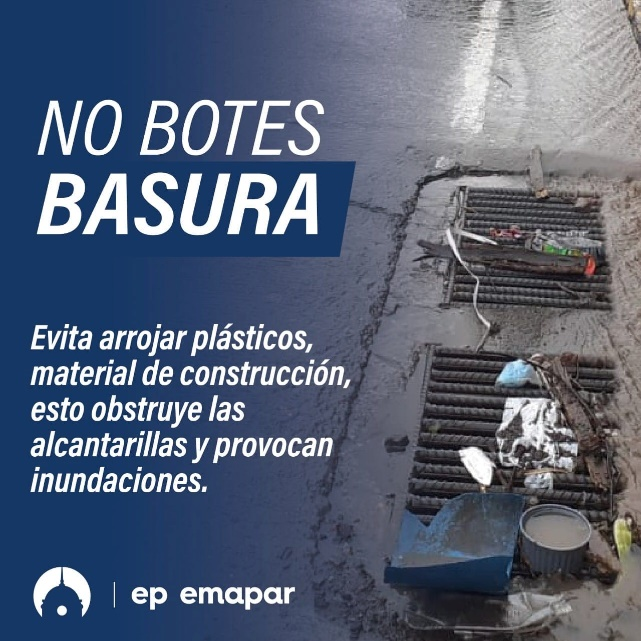 NO BOTES
BASURA
Evita arrojar plásticos,
material de construcción,
esto obstruye las
alcantarillas y provocan
inundaciones.
ep emapar